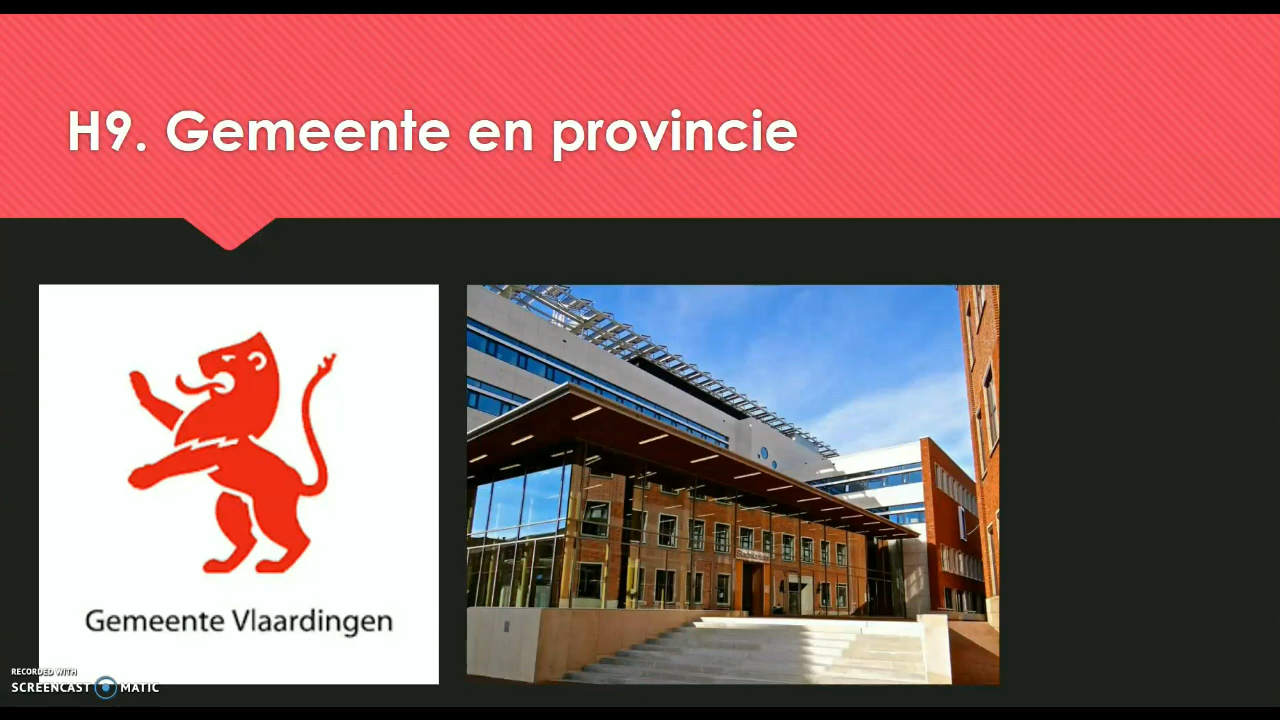 H9. Gemeente en provincie
Gemeente Vlaardingen
RECORDED WITH
SCREENCAST MATIC